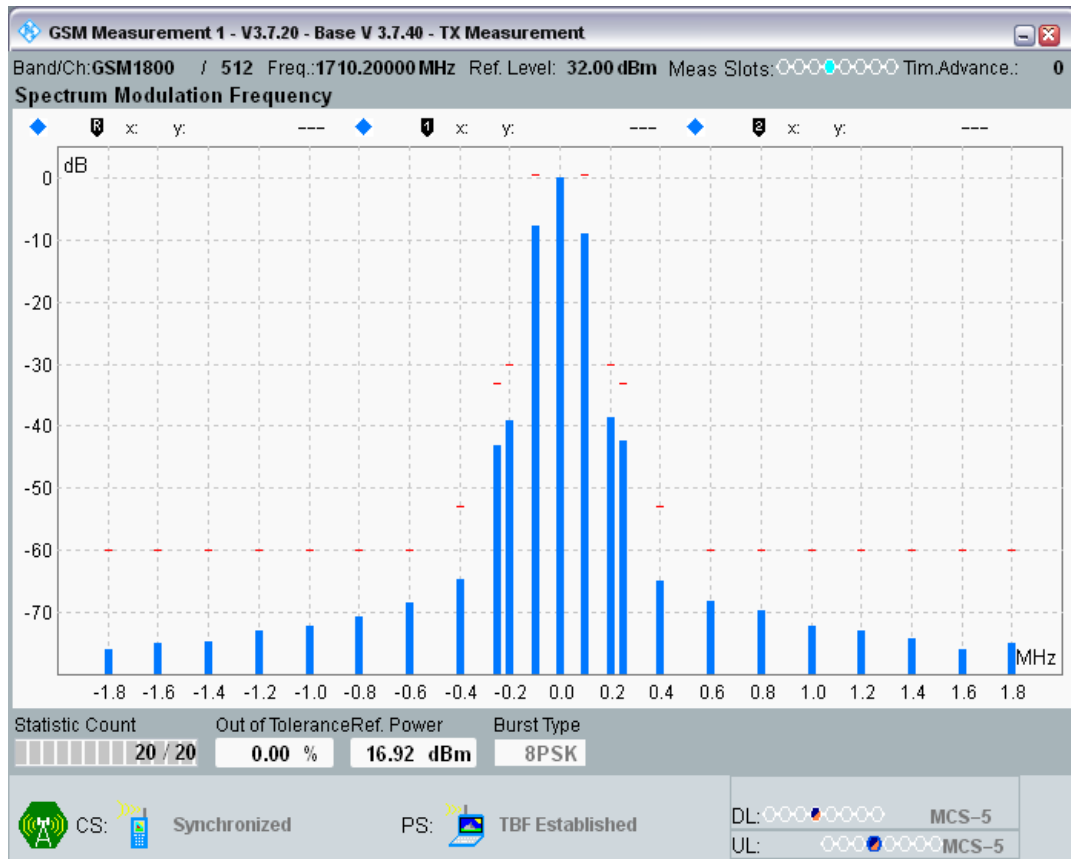 GSM Measurement 1 - V3.7.20 - Base V 3.7.40 - TX Measurement
Band/Ch:GSM1800 / 512 Freq.:1710.20000 MHz Ref. Level: 32.00 dBm Meas Slots: Tim.Advance.: 0
Spectrum Modulation Frequency
R x: y: --- 1 x: y: --- 2 x: y: ---
dB
0
-10
-20
-30
-40
-50
-60
-70
MHz
-1.8 -1.6 -1.4 -1.2 -1.0 -0.8 -0.6 -0.4 -0.2 0.0 0.2 0.4 0.6 0.8 1.0 1.2 1.4 1.6 1.8
Statistic Count Out of Tolerance Ref. Power Burst Type
20 / 20 0.00 % 16.92 dBm 8PSK
CS: Synchronized PS: TBF Established
DL: MCS-5
UL: MCS-5